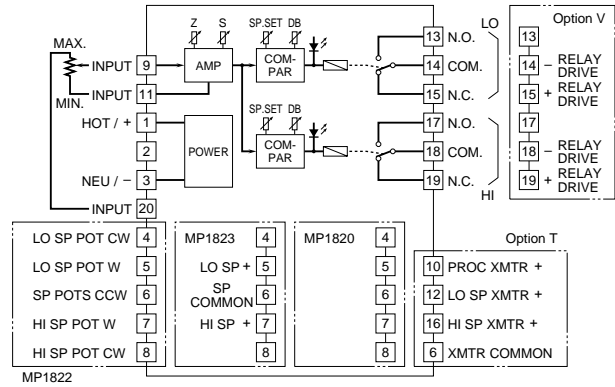 Z S SP.SET DB LO Option V
MAX.
INPUT 9 AMP COM-
PAR 13 N.O. 13
14 COM. 14 – RELAY
DRIVE
MIN. INPUT 11 15 N.C. 15 + RELAY
DRIVE
HOT / + 1 SP.SET DB 17 N.O. 17
2 POWER COM-
PAR 18 COM. 18 – RELAY
DRIVE
NEU / – 3 19 N.C. 19 + RELAY
DRIVE
HI
INPUT 20
LO SP POT CW 4 MP1823 4 MP1820 4 Option T
LO SP POT W 5 LO SP + 5 5 10 PROC XMTR +
SP POTS CCW 6 SP
COMMON 6 6 12 LO SP XMTR +
HI SP POT W 7 HI SP + 7 7 16 HI SP XMTR +
HI SP POT CW 8 8 8 6 XMTR COMMON
MP1822